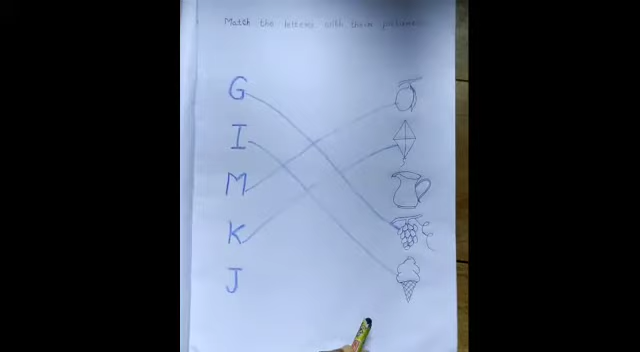 Match the letters with their pictures
G
I
M
K
J